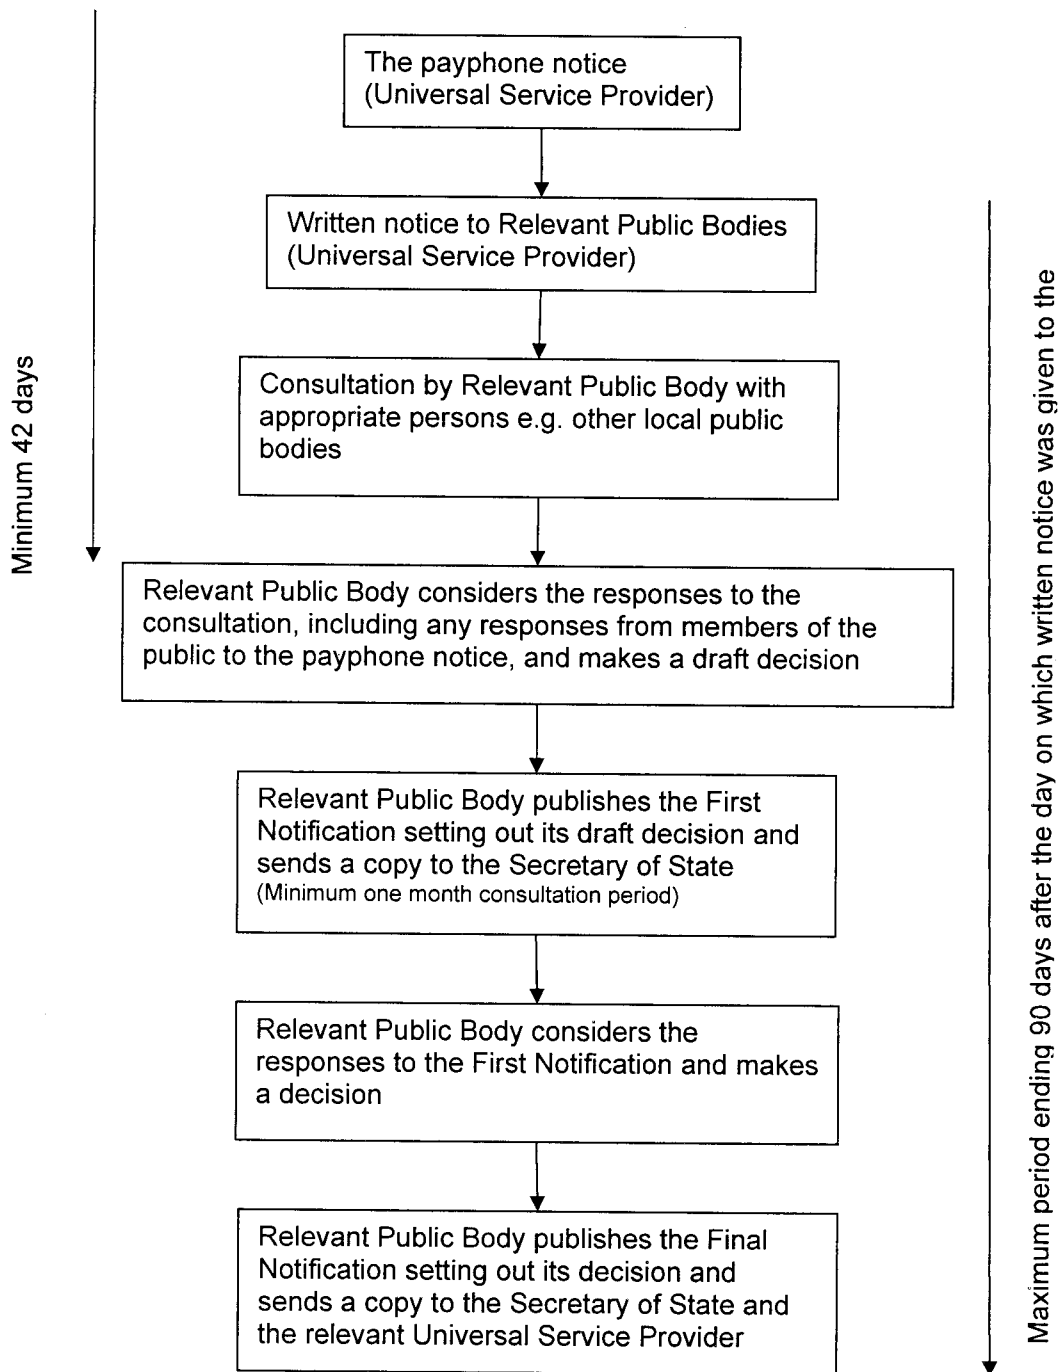 The payphone notice
(Universal Service Provider)
Written notice to Relevant Public Bodies
(Universal Service Provider)
Consultation by Relevant Public Body with
appropriate persons e.g. other local public
bodies
Minimum 42 days
Relevant Public Body considers the responses to the
consultation, including any responses from members of the
public to the payphone notice, and makes a draft decision
Relevant Public Body publishes the First
Notification setting out its draft decision and
sends a copy to the Secretary of State
(Minimum one month consultation period)
Relevant Public Body considers the
responses to the First Notification and makes
a decision
Relevant Public Body publishes the Final
Notification setting out its decision and
sends a copy to the Secretary of State and
the relevant Universal Service Provider
Maximum period ending 90 days after the day on which written notice was given to the